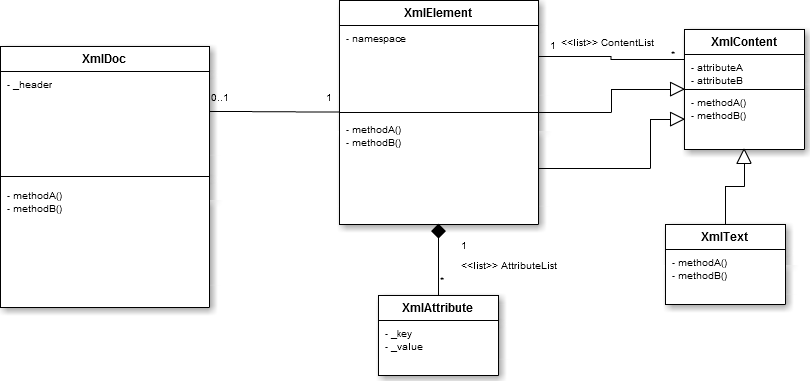 XmlDoc
- _header
- methodA()
- methodB()
0..1
1
XmlElement
- namespace
- methodA()
- methodB()
1
<<list>> ContentList
*
XmlContent
- attributeA
- attributeB
- methodA()
- methodB()
XmlText
- methodA()
- methodB()
1
<<list>> AttributeList
*
XmlAttribute
- _key
- _value